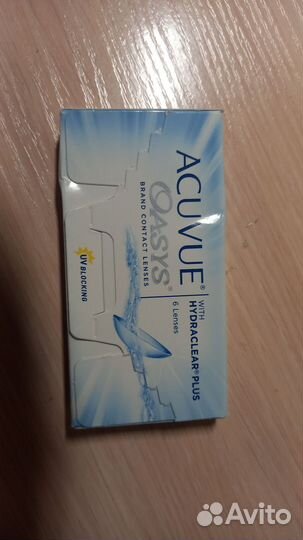 ACUVUE®
OASYS®
BRAND CONTACT LENSES
WITH
HYDRACLEAR® PLUS
6 Lenses
UV BLOCKING
Avito